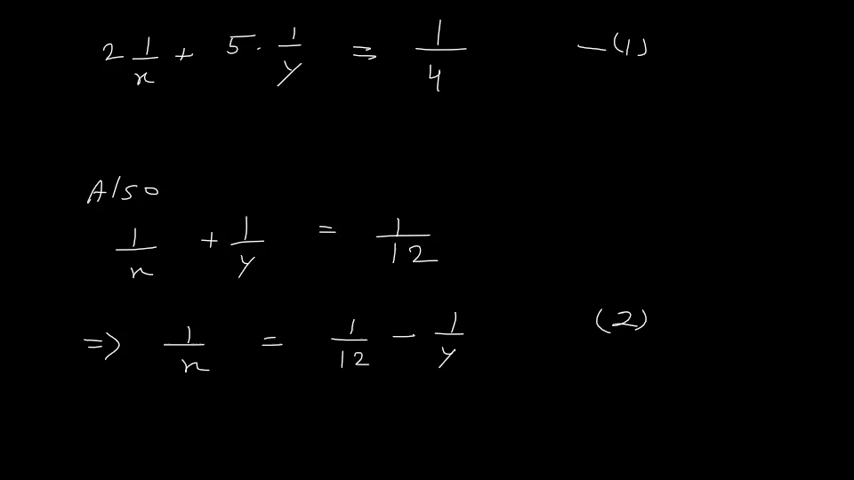 2 1/x + 5 · 1/y = 1/4 —(1)
Also
1/x + 1/y = 1/12
=> 1/x = 1/12 - 1/y (2)